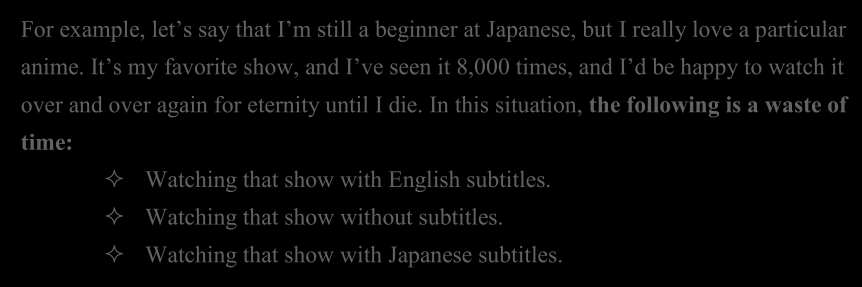 For example, let’s say that I’m still a beginner at Japanese, but I really love a particular
anime. It’s my favorite show, and I’ve seen it 8,000 times, and I’d be happy to watch it
over and over again for eternity until I die. In this situation, the following is a waste of
time:
✧ Watching that show with English subtitles.
✧ Watching that show without subtitles.
✧ Watching that show with Japanese subtitles.